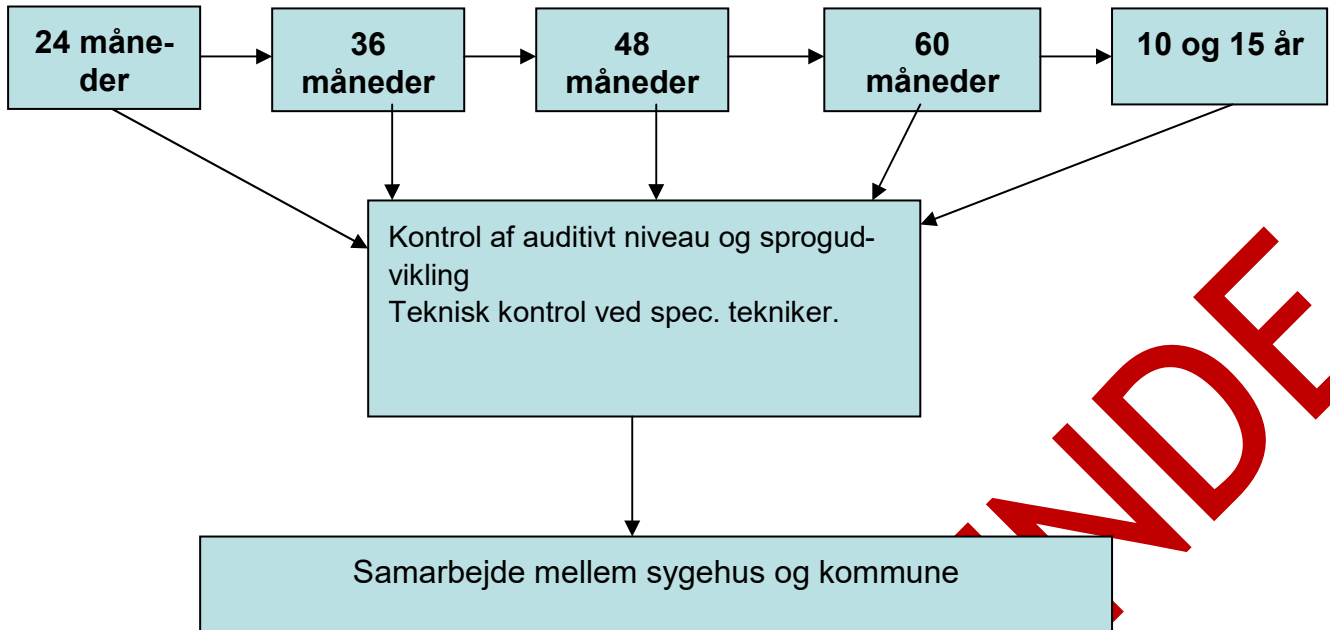 24 måne-
der
36
måneder
48
måneder
60
måneder
10 og 15 år
Kontrol af auditivt niveau og sprogud-
vikling
Teknisk kontrol ved spec. tekniker.
Samarbejde mellem sygehus og kommune
NDE